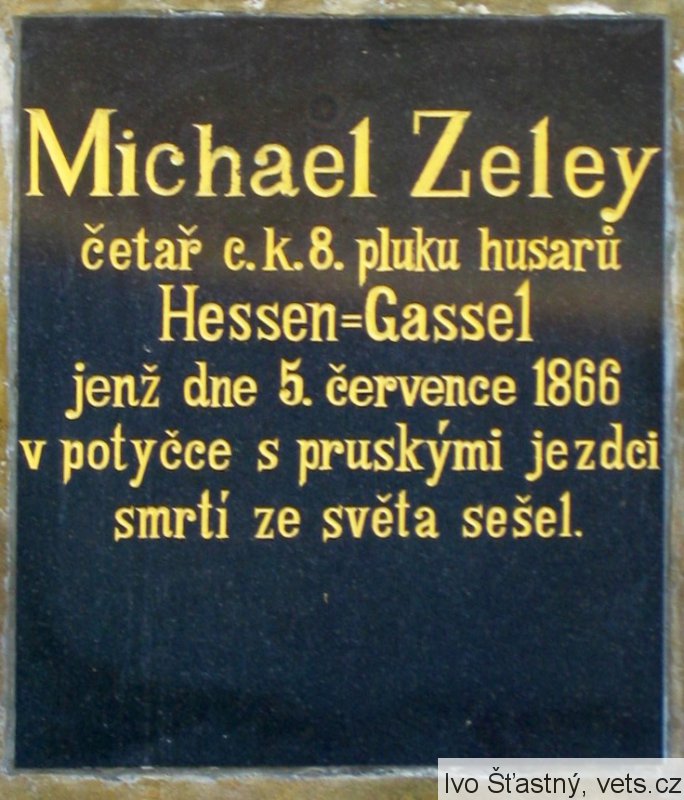 Michael Zeley
četař c. k. 8. pluku husarů
Hessen=Gassel
jenž dne 5. července 1866
v potyčce s pruskými jezdci
smrtí ze světa sešel.
Ivo Šťastný, vets.cz